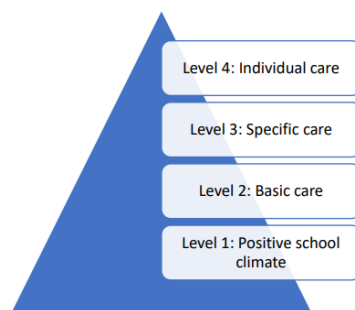 Level 4: Individual care
Level 3: Specific care
Level 2: Basic care
Level 1: Positive school
climate